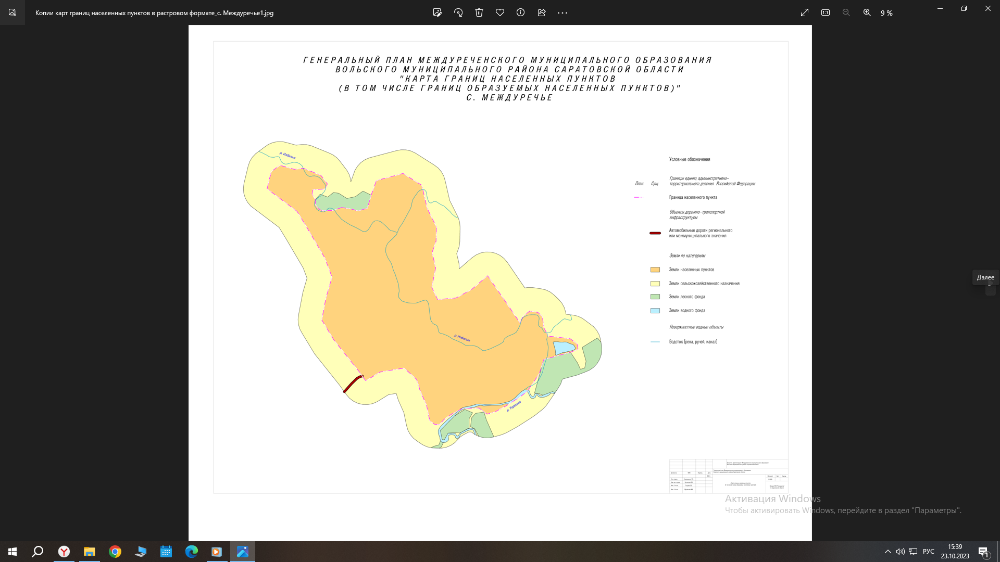 Копии карт границ населенных пунктов в растровом формате_с. Междуречье1.jpg
9 %
ГЕНЕРАЛЬНЫЙ ПЛАН МЕЖДУРЕЧЕНСКОГО МУНИЦИПАЛЬНОГО ОБРАЗОВАНИЯ
ВОЛЬСКОГО МУНИЦИПАЛЬНОГО РАЙОНА САРАТОВСКОЙ ОБЛАСТИ
"КАРТА ГРАНИЦ НАСЕЛЕННЫХ ПУНКТОВ
(В ТОМ ЧИСЛЕ ГРАНИЦ ОБРАЗУЕМЫХ НАСЕЛЕННЫХ ПУНКТОВ)"
С. МЕЖДУРЕЧЬЕ
р. Избалык
р. Избалык
р. Терешка
Условные обозначения
План. Сущ.
Границы единиц административно-
территориального деления Российской Федерации
Граница населенного пункта
Объекты дорожно-транспортной
инфраструктуры
Автомобильные дороги регионального
или межмуниципального значения
Земли по категориям
Земли населенных пунктов
Земли сельскохозяйственного назначения
Земли лесного фонда
Земли водного фонда
Поверхностные водные объекты
Водоток (река, ручей, канал)
Далее
Активация Windows
Чтобы активировать Windows, перейдите в раздел "Параметры".
РУС
15:39
23.10.2023
1